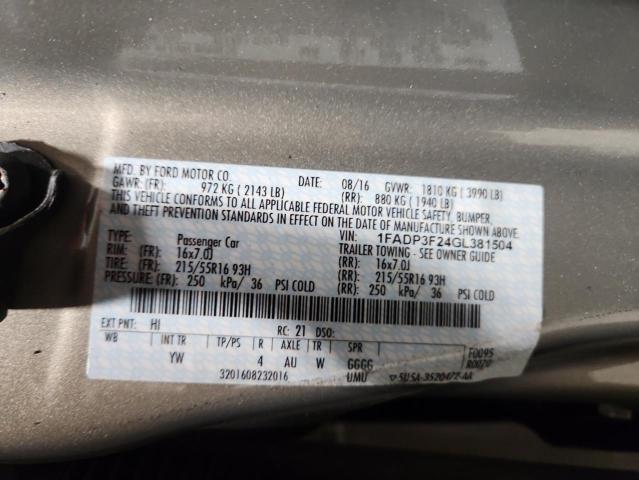 MFD. BY FORD MOTOR CO. DATE: 08/16 GVWR: 1810 KG ( 3990 LB)
GAWR: (FR): 972 KG ( 2143 LB) (RR): 880 KG ( 1940 LB)
THIS VEHICLE CONFORMS TO ALL APPLICABLE FEDERAL MOTOR VEHICLE SAFETY, BUMPER,
AND THEFT PREVENTION STANDARDS IN EFFECT ON THE DATE OF MANUFACTURE SHOWN ABOVE.
VIN: 1FADP3F24GL381504
TYPE: Passenger Car TRAILER TOWING - SEE OWNER GUIDE
RIM: (FR): 16x7.0J (RR): 16x7.0J
TIRE: (FR): 215/55R16 93H (RR): 215/55R16 93H
PRESSURE: (FR): 250 kPa/ 36 PSI COLD (RR): 250 kPa/ 36 PSI COLD
EXT PNT: HI RC: 21 DSO:
WB INT TR TP/PS R AXLE TR SPR F0095
YW 4 AU W GGGG R0070
3201608232016 UMU 5U5A-3520472-AA